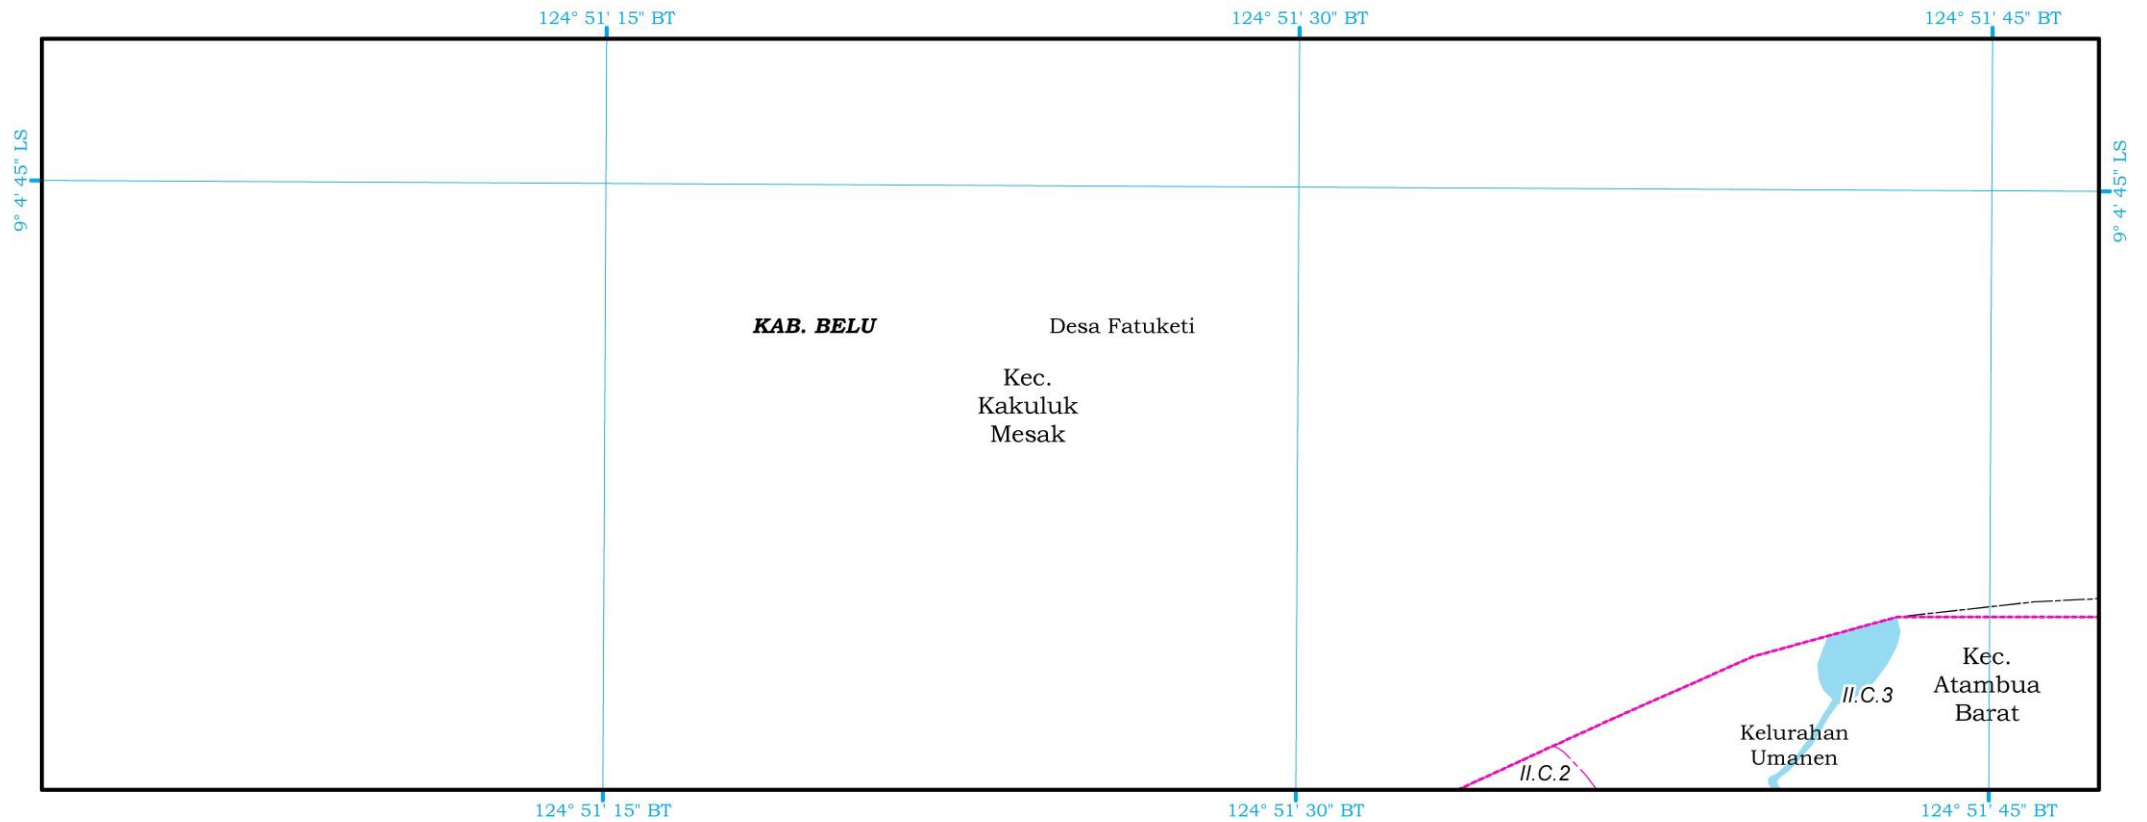 124° 51' 15" BT
124° 51' 30" BT
124° 51' 45" BT
9° 4' 45" LS
9° 4' 45" LS
KAB. BELU
Desa Fatuketi
Kec.
Kakuluk
Mesak
Kec.
Atambua
Barat
II.C.3
Kelurahan
Umanen
II.C.2
124° 51' 15" BT
124° 51' 30" BT
124° 51' 45" BT